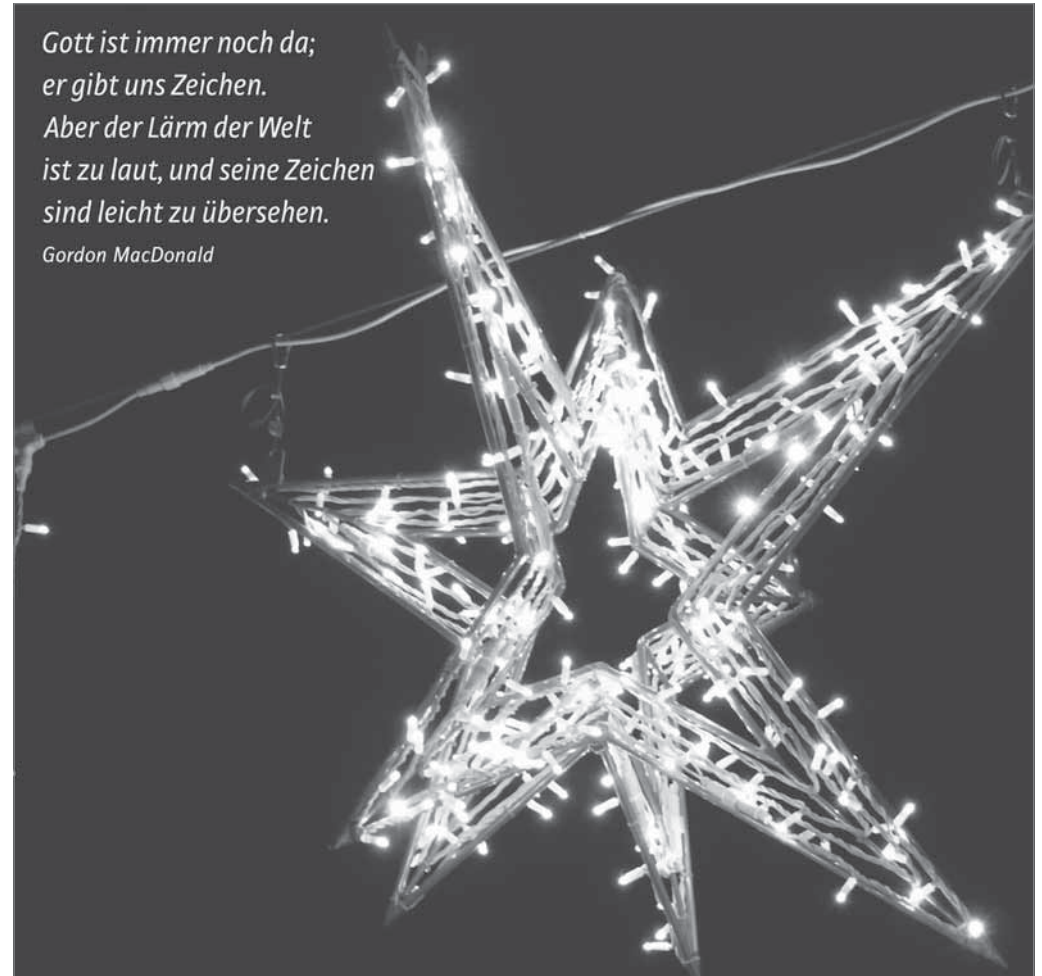 Gott ist immer noch da;
er gibt uns Zeichen.
Aber der Lärm der Welt
ist zu laut, und seine Zeichen
sind leicht zu übersehen.
Gordon MacDonald